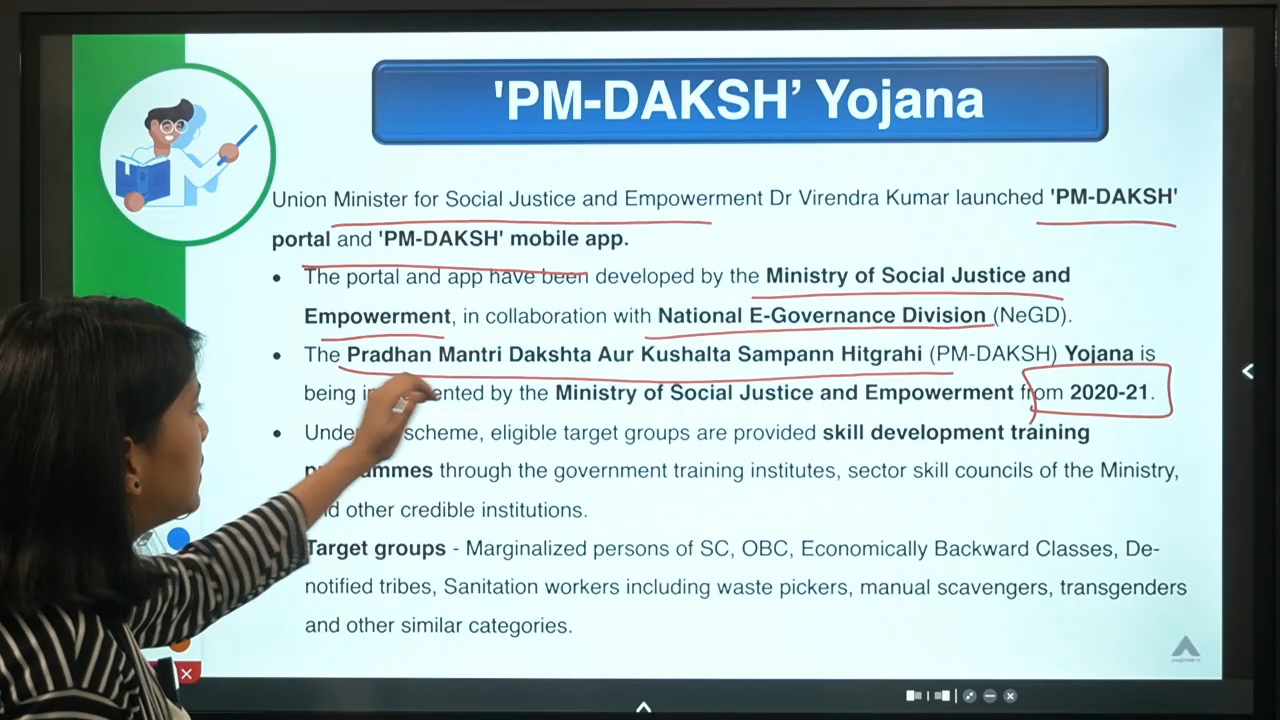 'PM-DAKSH’ Yojana
Union Minister for Social Justice and Empowerment Dr Virendra Kumar launched 'PM-DAKSH'
portal and 'PM-DAKSH' mobile app.
• The portal and app have been developed by the Ministry of Social Justice and
Empowerment, in collaboration with National E-Governance Division (NeGD).
• The Pradhan Mantri Dakshta Aur Kushalta Sampann Hitgrahi (PM-DAKSH) Yojana is
being by the Ministry of Social Justice and Empowerment from 2020-21.
• scheme, eligible target groups are provided skill development training
through the government training institutes, sector skill councils of the Ministry,
other credible institutions.
Target groups - Marginalized persons of SC, OBC, Economically Backward Classes, De-
notified tribes, Sanitation workers including waste pickers, manual scavengers, transgenders
and other similar categories.